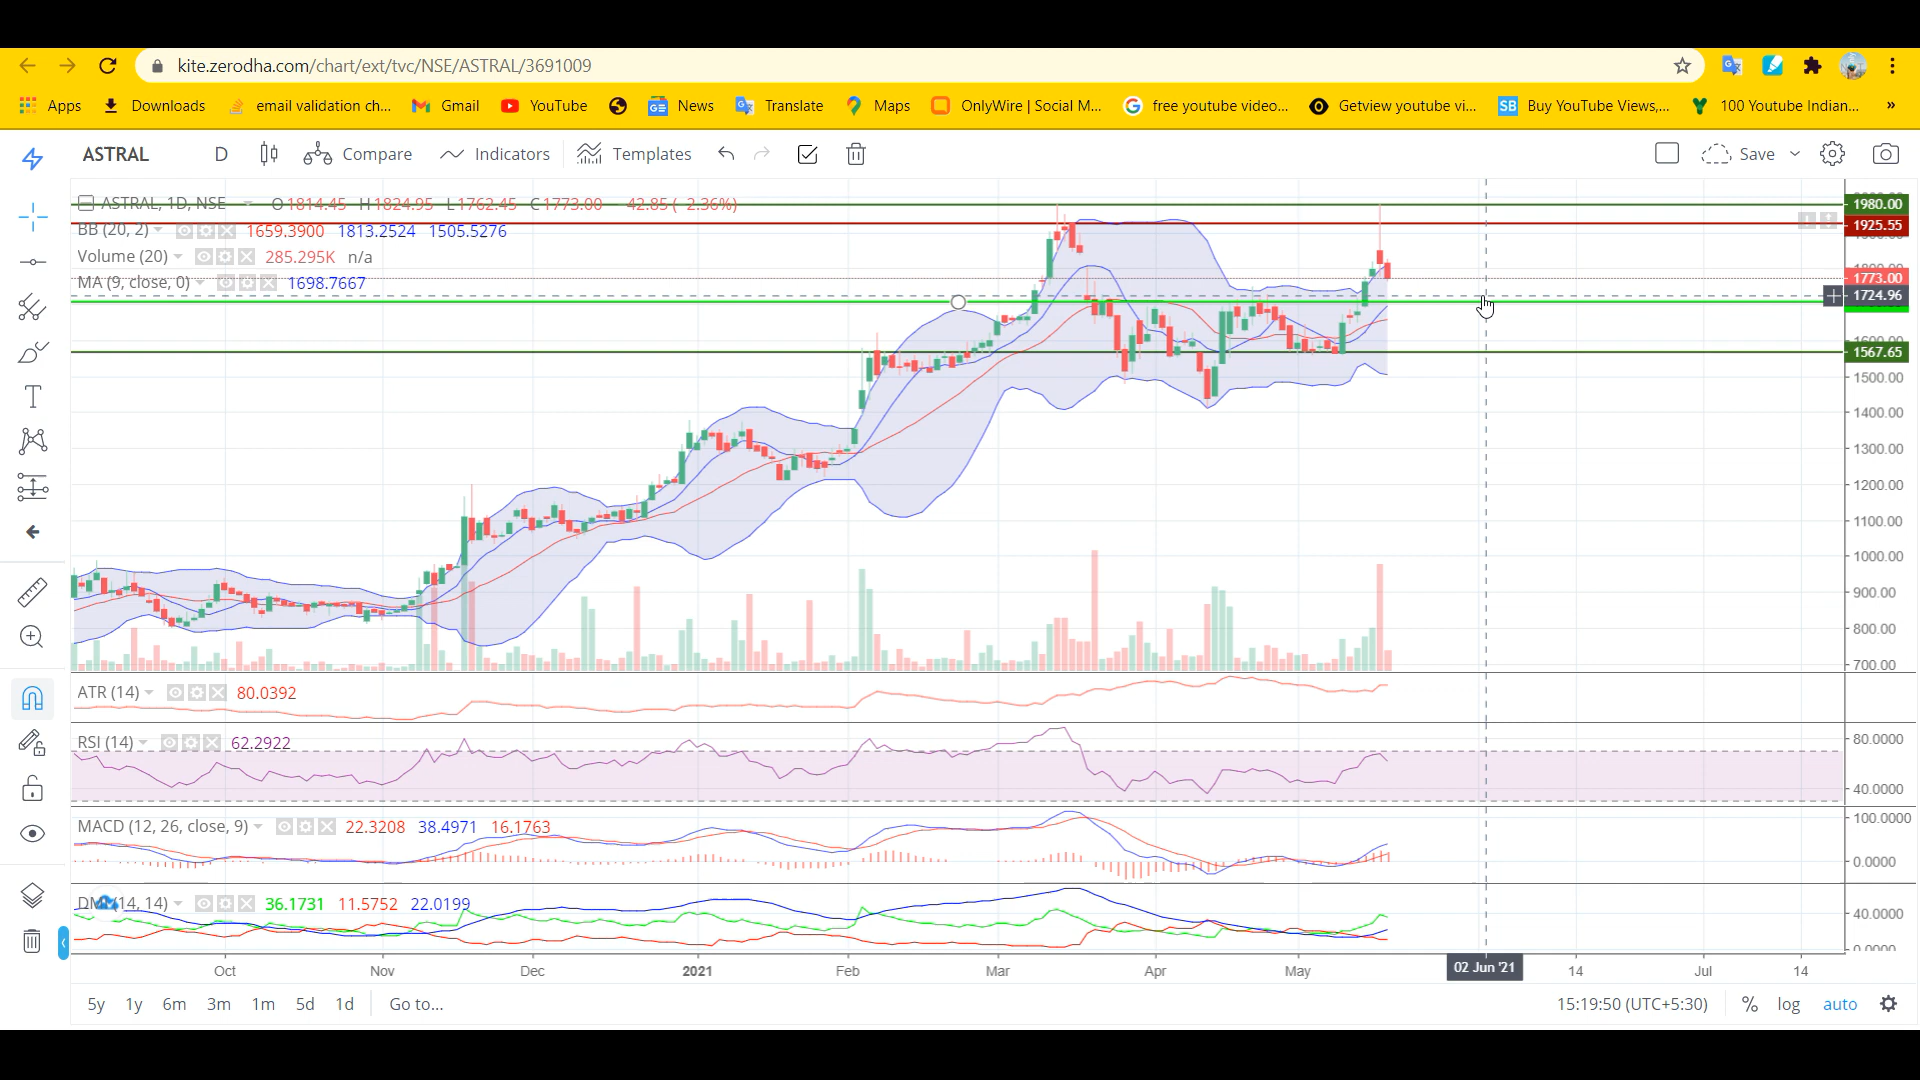 kite.zerodha.com/chart/ext/tvc/NSE/ASTRAL/3691009
Apps Downloads email validation ch... Gmail YouTube News Translate Maps OnlyWire | Social M... free youtube video... Getview youtube vi... SB Buy YouTube Views,... 100 Youtube Indian... »
ASTRAL D Compare Indicators Templates Save
ASTRAL, 1D, NSE O1814.45 H1824.95 L1762.45 C1773.00 -42.85 (-2.36%)
BB (20, 2) 1659.3900 1813.2524 1505.5276
Volume (20) 285.295K n/a
MA (9, close, 0) 1698.7667
1980.00
1925.55
1773.00
1724.96
1567.65
1500.00
1400.00
1300.00
1200.00
1100.00
1000.00
900.00
800.00
700.00
ATR (14) 80.0392
RSI (14) 62.2922
80.0000
40.0000
MACD (12, 26, close, 9) 22.3208 38.4971 16.1763
100.0000
0.0000
DMI (14, 14) 36.1731 11.5752 22.0199
40.0000
0.0000
Oct Nov Dec 2021 Feb Mar Apr May 02 Jun '21 14 Jul 14
5y 1y 6m 3m 1m 5d 1d Go to... 15:19:50 (UTC+5:30) % log auto